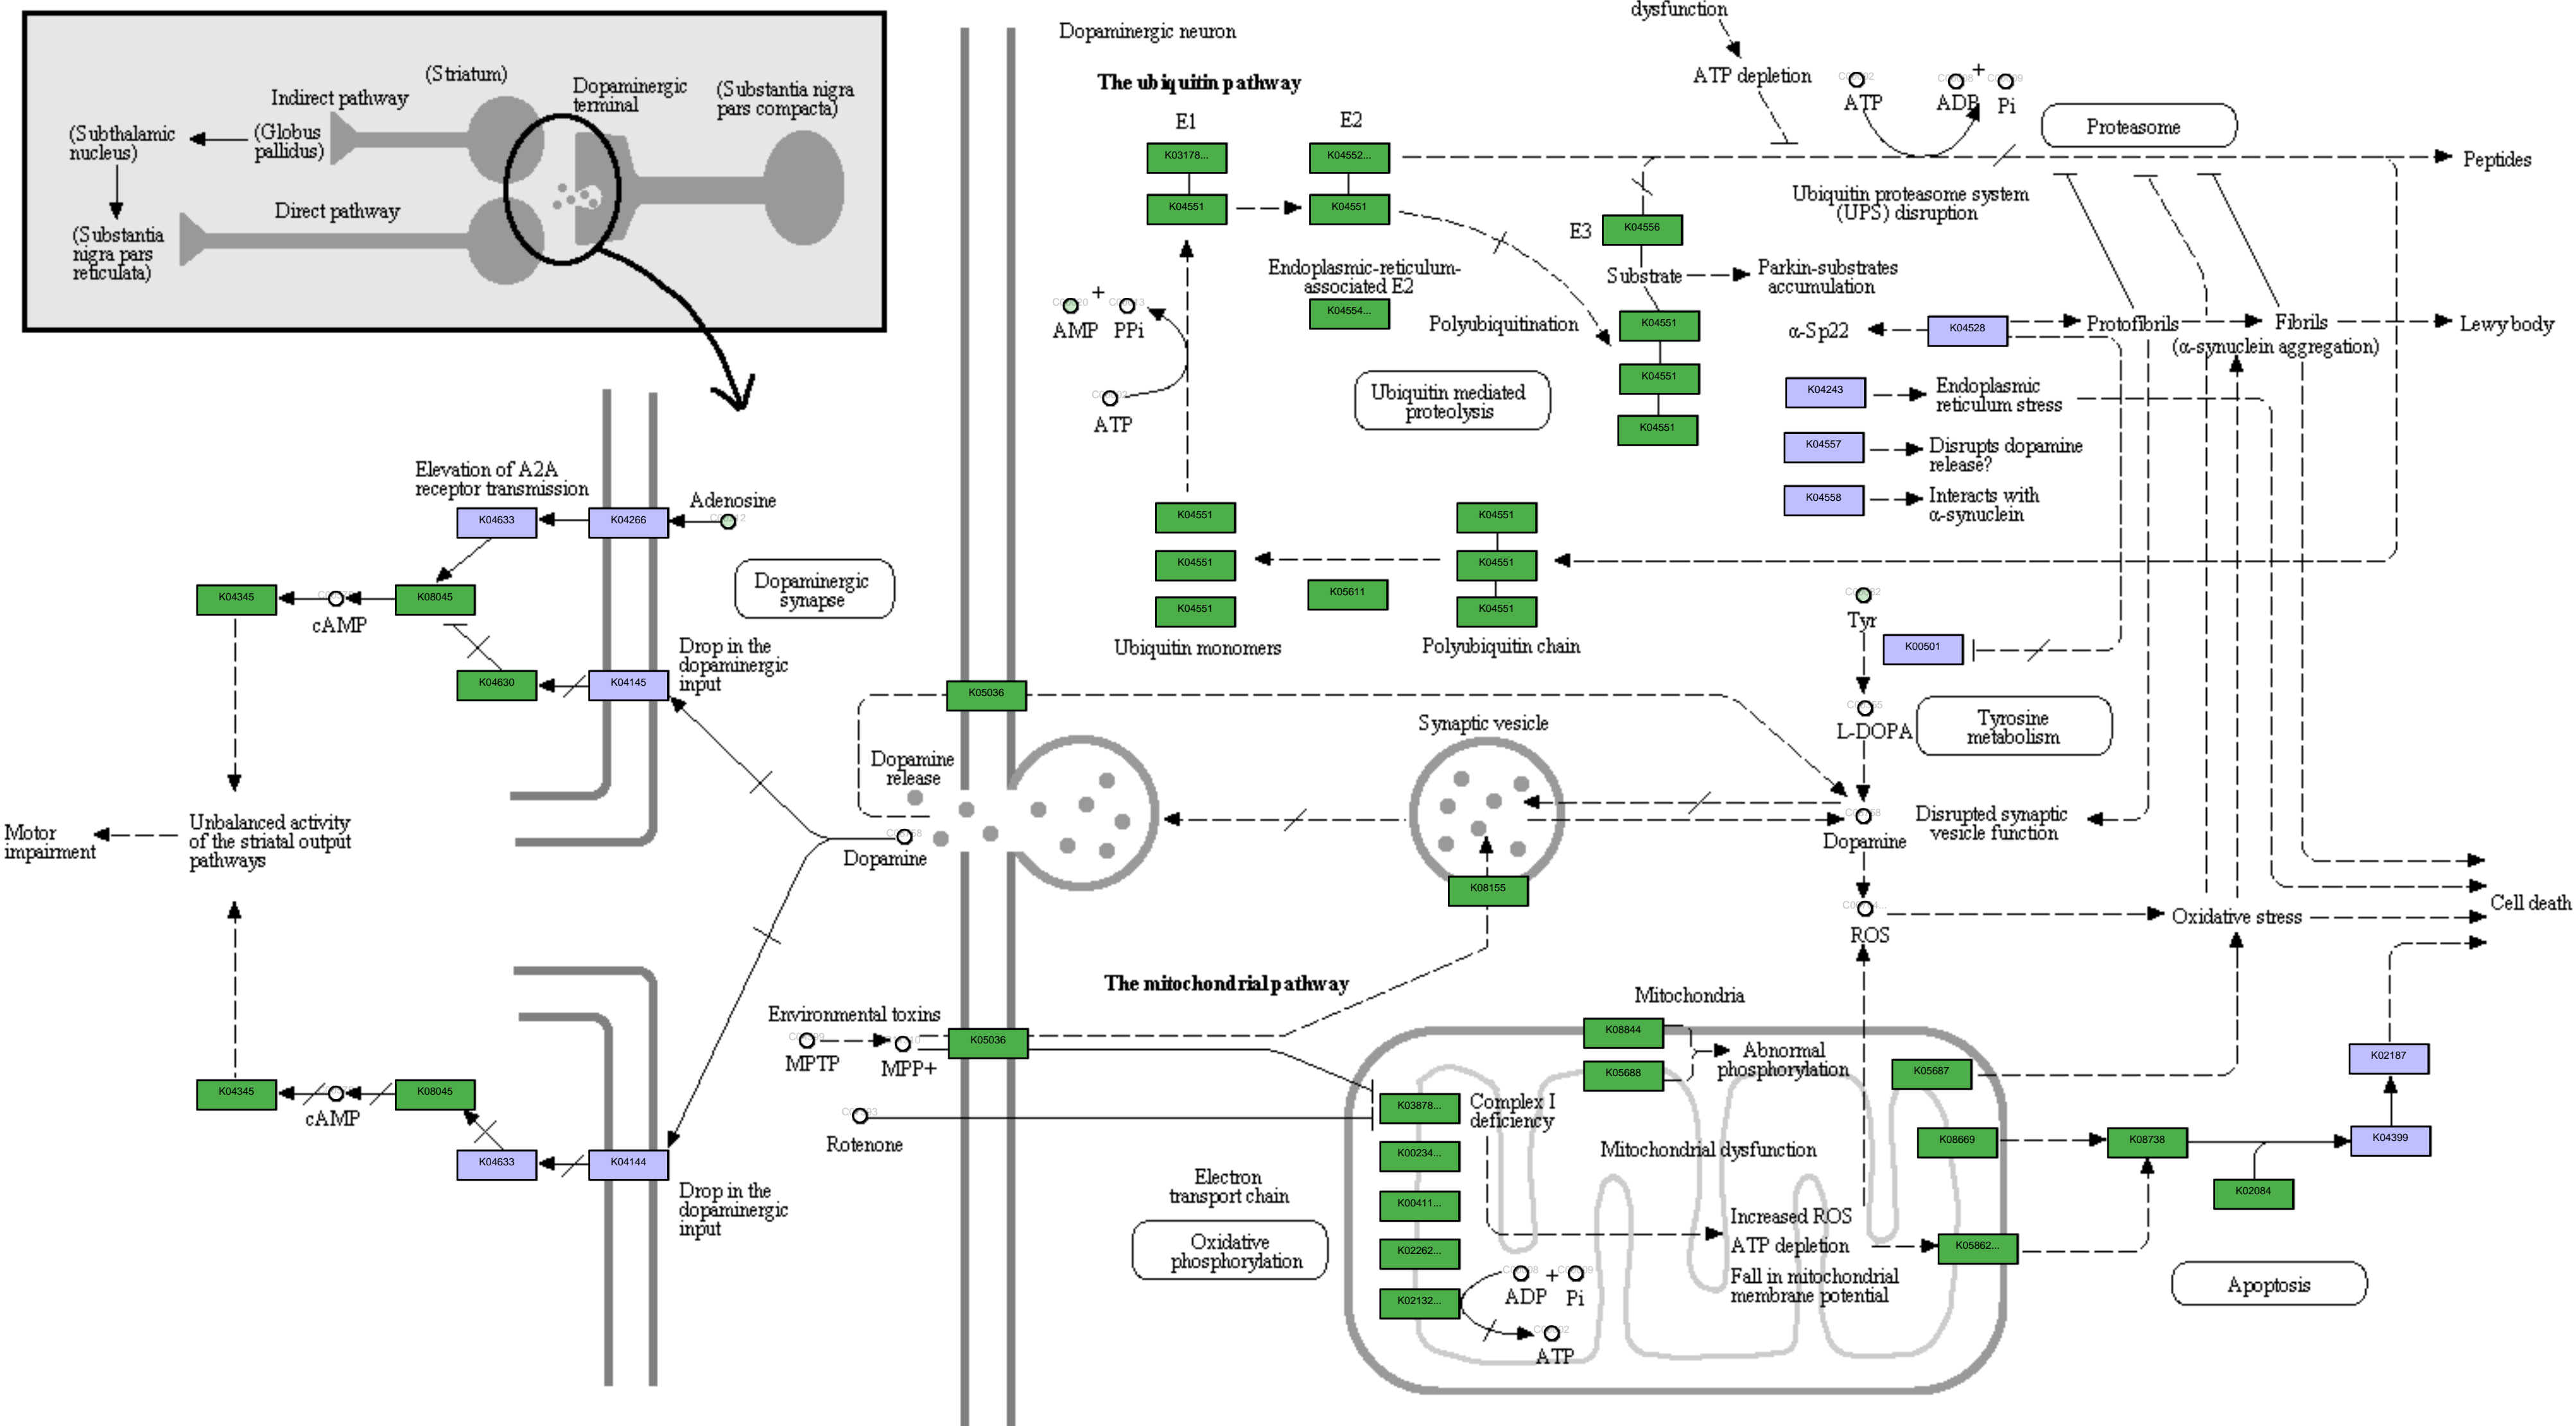 (Striatum)
Indirect pathway
Dopaminergic
terminal
(Substantia nigra
pars compacta)
(Subthalamic
nucleus)
(Globus
pallidus)
Direct pathway
(Substantia
nigra pars
reticulata)
Dopaminergic neuron
The ubiquitin pathway
dysfunction
ATP depletion
ATP
ADP
+
Pi
Proteasome
E1
E2
K03178...
K04552...
Peptides
K04551
K04551
Ubiquitin proteasome system
(UPS) disruption
E3
K04556
Substrate
Parkin-substrates
accumulation
Endoplasmic-reticulum-
associated E2
K04554...
+
AMP
PPi
ATP
Polyubiquitination
K04551
K04551
K04551
Ubiquitin mediated
proteolysis
α-Sp22
K04528
Protofibrils
Fibrils
Lewy body
(α-synuclein aggregation)
K04243
Endoplasmic
reticulum stress
K04557
Disrupts dopamine
release?
K04558
Interacts with
α-synuclein
Elevation of A2A
receptor transmission
Adenosine
K04633
K04266
K04345
cAMP
K08045
Dopaminergic
synapse
K04630
K04145
Drop in the
dopaminergic
input
K04551
K04551
K04551
Ubiquitin monomers
K05611
K04551
K04551
K04551
Polyubiquitin chain
Tyr
K00501
L-DOPA
Tyrosine
metabolism
K05036
Synaptic vesicle
Dopamine
release
Dopamine
Dopamine
Disrupted synaptic
vesicle function
Motor
impairment
Unbalanced activity
of the striatal output
pathways
K08155
ROS
Oxidative stress
Cell death
The mitochondrial pathway
Environmental toxins
MPTP
MPP+
K05036
Rotenone
Mitochondria
K08844
K05688
Abnormal
phosphorylation
K05687
K02187
K04345
cAMP
K08045
K04633
K04144
Drop in the
dopaminergic
input
K03878...
Complex I
deficiency
K00234...
K00411...
K02262...
K02132...
Mitochondrial dysfunction
K08669
K08738
K04399
K02084
Electron
transport chain
Oxidative
phosphorylation
Increased ROS
ATP depletion
Fall in mitochondrial
membrane potential
K05862...
ADP
+
Pi
ATP
Apoptosis